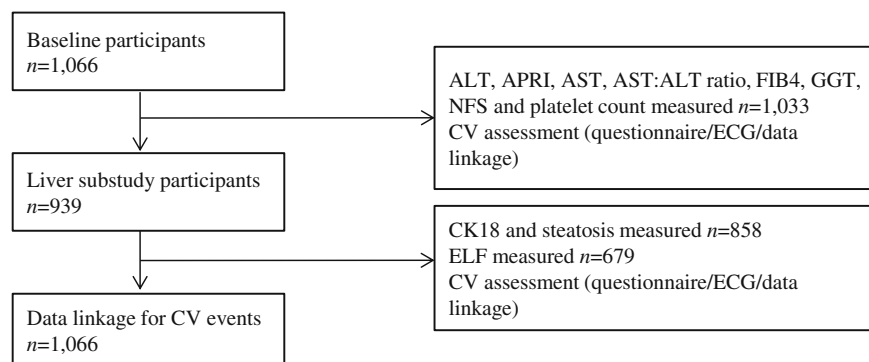 Baseline participants
n=1,066
ALT, APRI, AST, AST:ALT ratio, FIB4, GGT,
NFS and platelet count measured n=1,033
CV assessment (questionnaire/ECG/data
linkage)
Liver substudy participants
n=939
CK18 and steatosis measured n=858
ELF measured n=679
CV assessment (questionnaire/ECG/data
linkage)
Data linkage for CV events
n=1,066